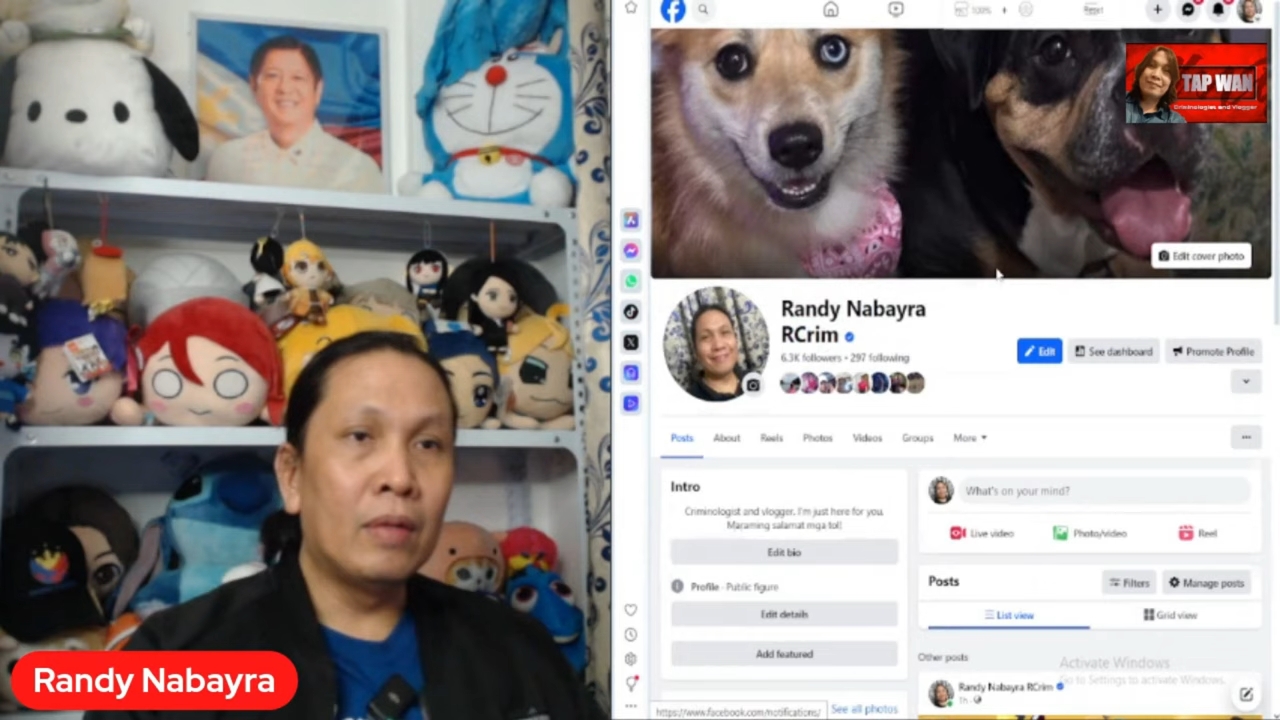 100%
Reset
TAP WAN
Criminologist and Vlogger
Edit cover photo
Randy Nabayra
RCrim
6.3K followers • 297 following
Edit
See dashboard
Promote Profile
Posts
About
Reels
Photos
Videos
Groups
More
Intro
Criminologist and vlogger. I'm just here for you.
Maraming salamat mga tol!
Edit bio
Profile · Public figure
Edit details
Add featured
See all photos
https://www.facebook.com/notifications/
What's on your mind?
Live video
Photo/video
Reel
Posts
Filters
Manage posts
List view
Grid view
Other posts
Randy Nabayra RCrim
1h
Activate Windows
Go to Settings to activate Windows.
Randy Nabayra